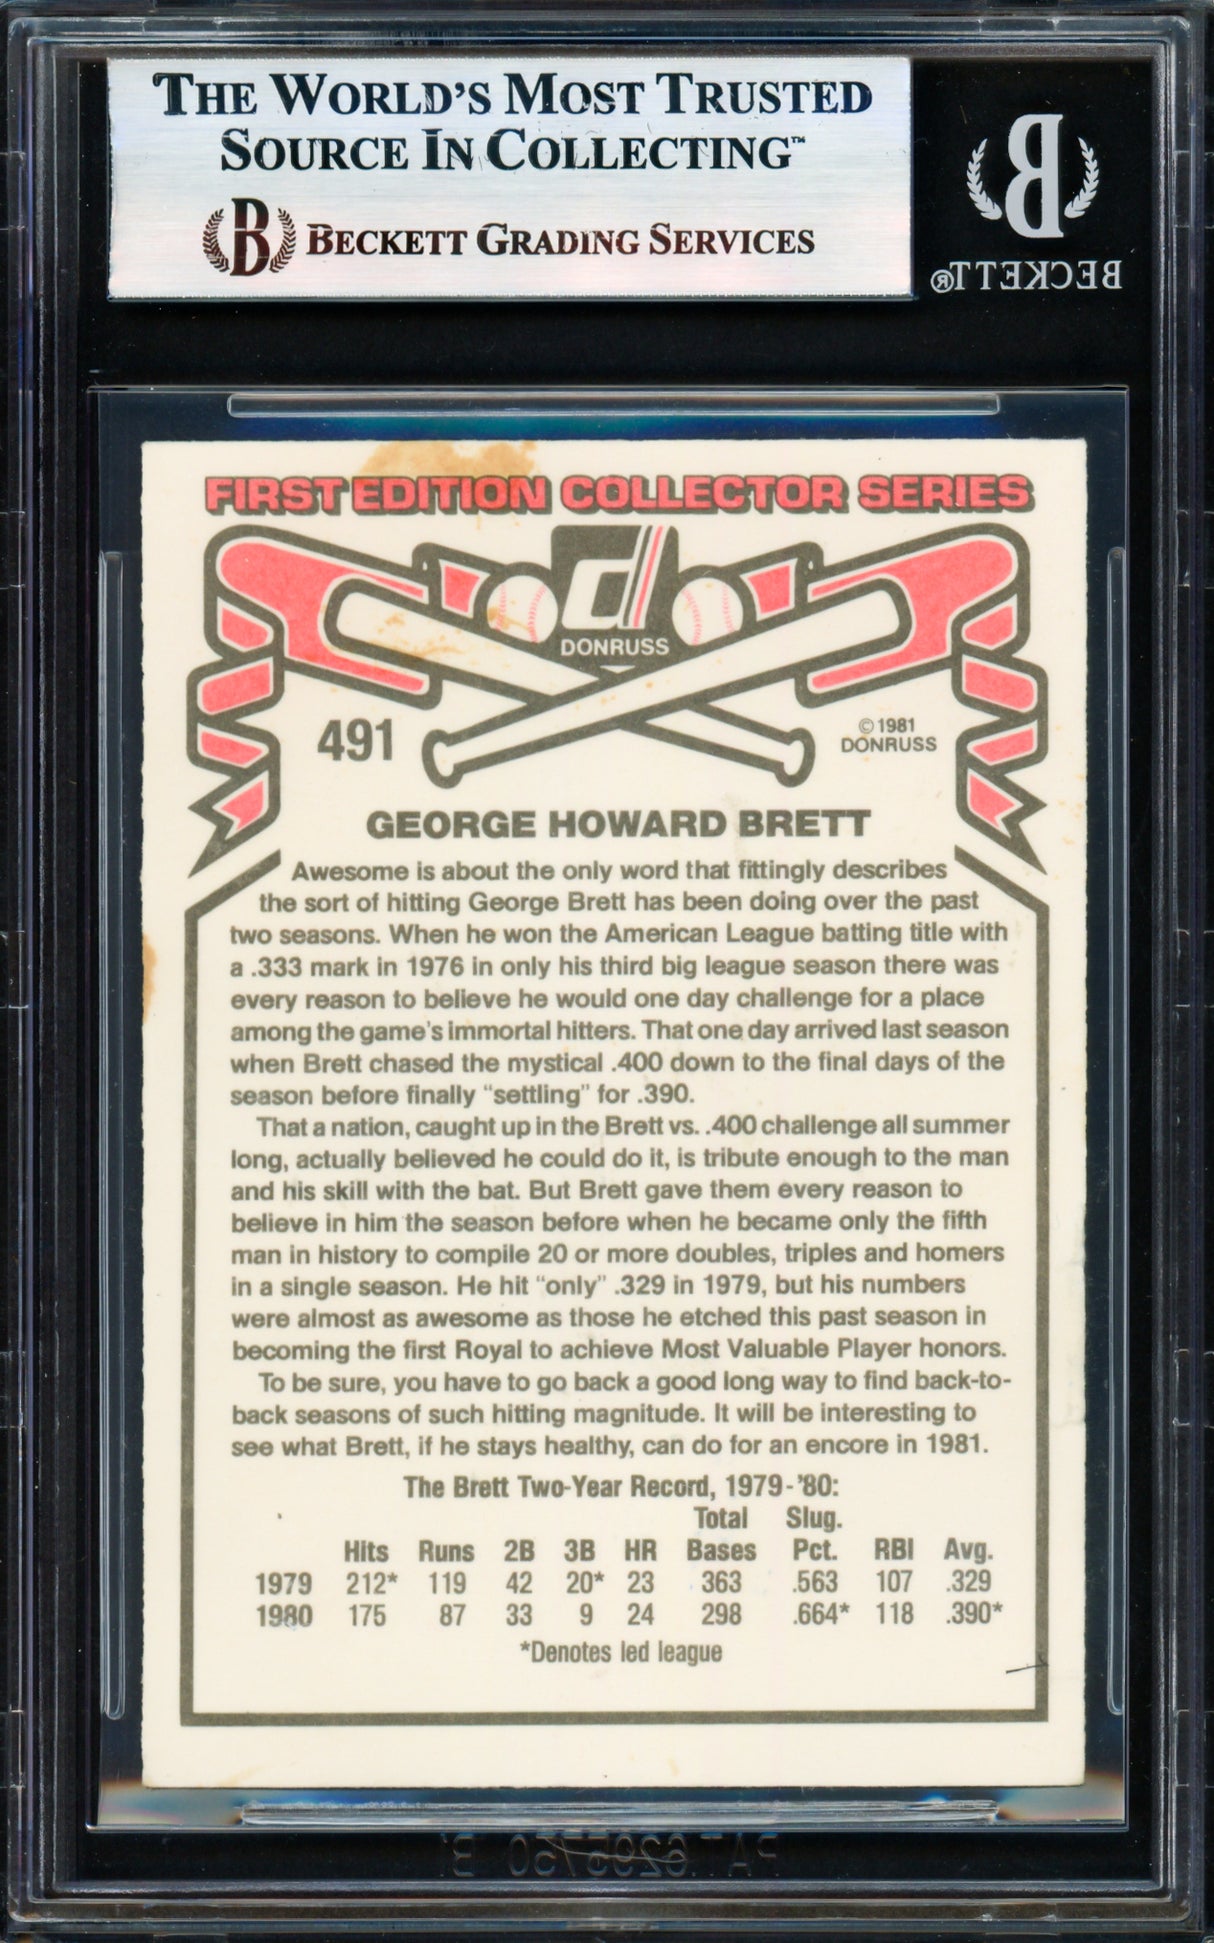 THE WORLD'S MOST TRUSTED
SOURCE IN COLLECTING™
B BECKETT GRADING SERVICES
B
BECKETT®
FIRST EDITION COLLECTOR SERIES
d
DONRUSS
491
© 1981
DONRUSS
GEORGE HOWARD BRETT
Awesome is about the only word that fittingly describes
the sort of hitting George Brett has been doing over the past
two seasons. When he won the American League batting title with
a .333 mark in 1976 in only his third big league season there was
every reason to believe he would one day challenge for a place
among the game's immortal hitters. That one day arrived last season
when Brett chased the mystical .400 down to the final days of the
season before finally "settling" for .390.
That a nation, caught up in the Brett vs. .400 challenge all summer
long, actually believed he could do it, is tribute enough to the man
and his skill with the bat. But Brett gave them every reason to
believe in him the season before when he became only the fifth
man in history to compile 20 or more doubles, triples and homers
in a single season. He hit "only" .329 in 1979, but his numbers
were almost as awesome as those he etched this past season in
becoming the first Royal to achieve Most Valuable Player honors.
To be sure, you have to go back a good long way to find back-to-
back seasons of such hitting magnitude. It will be interesting to
see what Brett, if he stays healthy, can do for an encore in 1981.
The Brett Two-Year Record, 1979-'80:
Total Slug.
Hits Runs 2B 3B HR Bases Pct. RBI Avg.
1979 212* 119 42 20* 23 363 .563 107 .329
1980 175 87 33 9 24 298 .664* 118 .390*
*Denotes led league
PAT. 6295750 B1